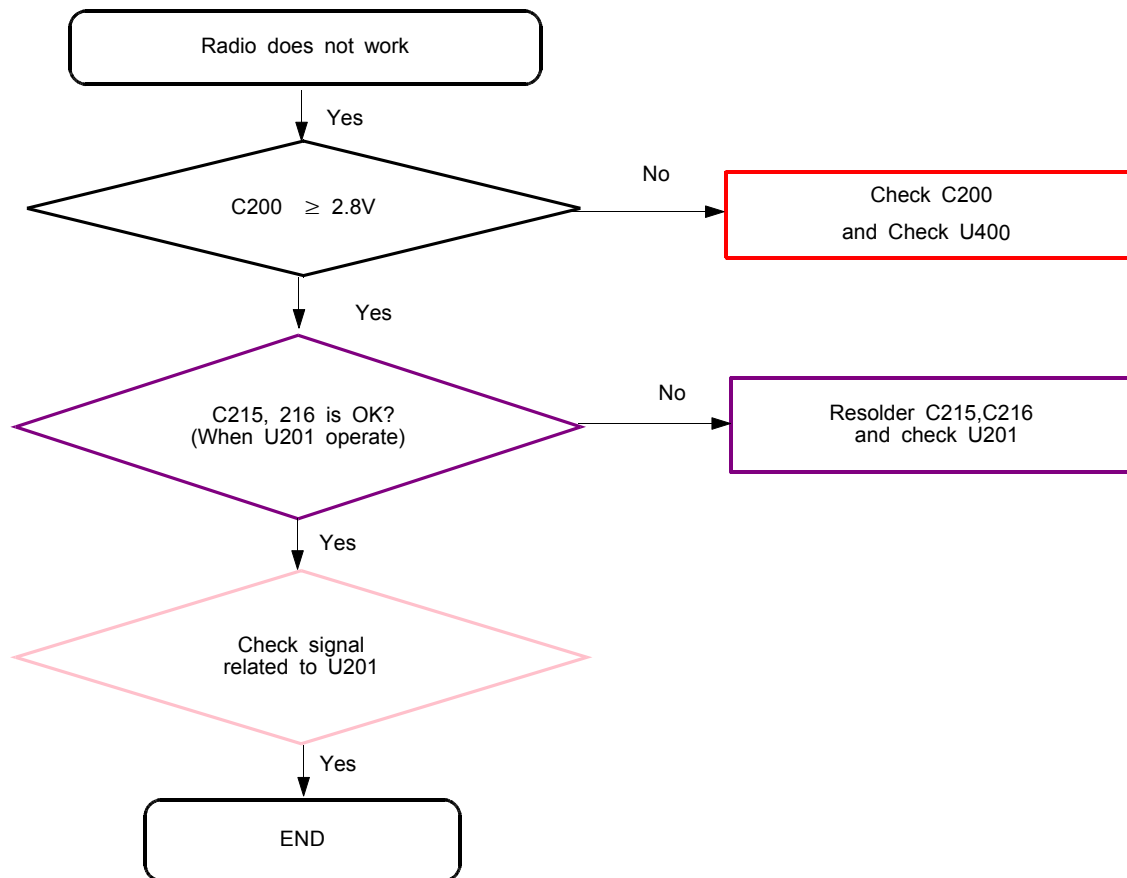 Radio does not work
Yes
C200 ≥ 2.8V
No
Check C200
and Check U400
Yes
C215, 216 is OK?
(When U201 operate)
No
Resolder C215,C216
and check U201
Yes
Check signal
related to U201
Yes
END